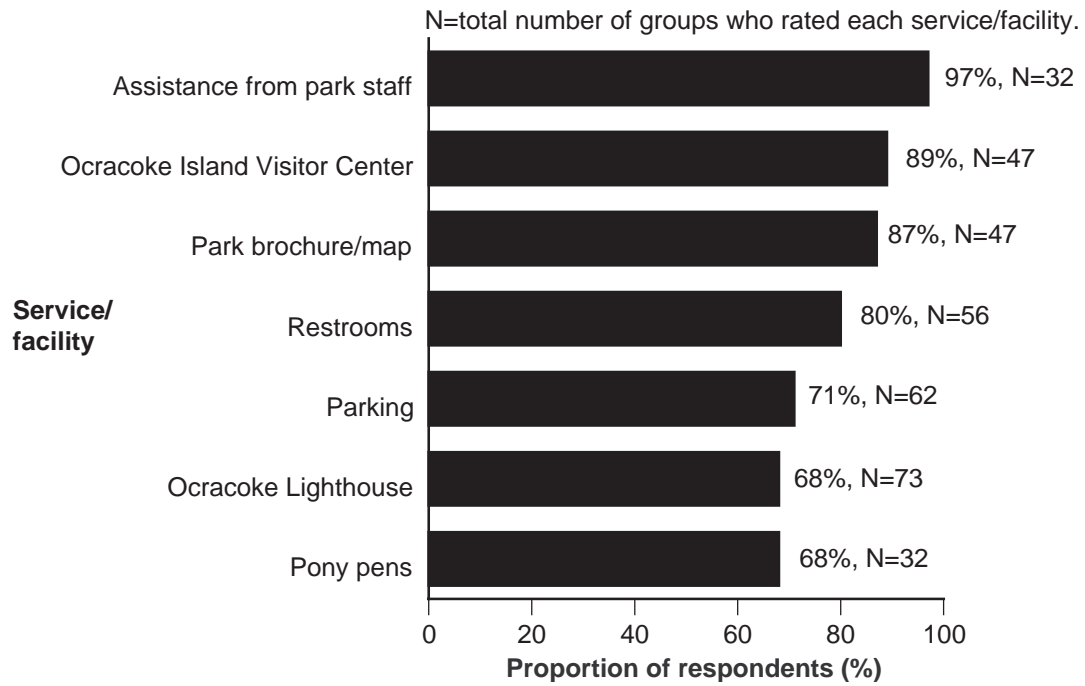 N=total number of groups who rated each service/facility.
Assistance from park staff
97%, N=32
Ocracoke Island Visitor Center
89%, N=47
Park brochure/map
87%, N=47
Service/
facility
Restrooms
80%, N=56
Parking
71%, N=62
Ocracoke Lighthouse
68%, N=73
Pony pens
68%, N=32
0 20 40 60 80 100
Proportion of respondents (%)